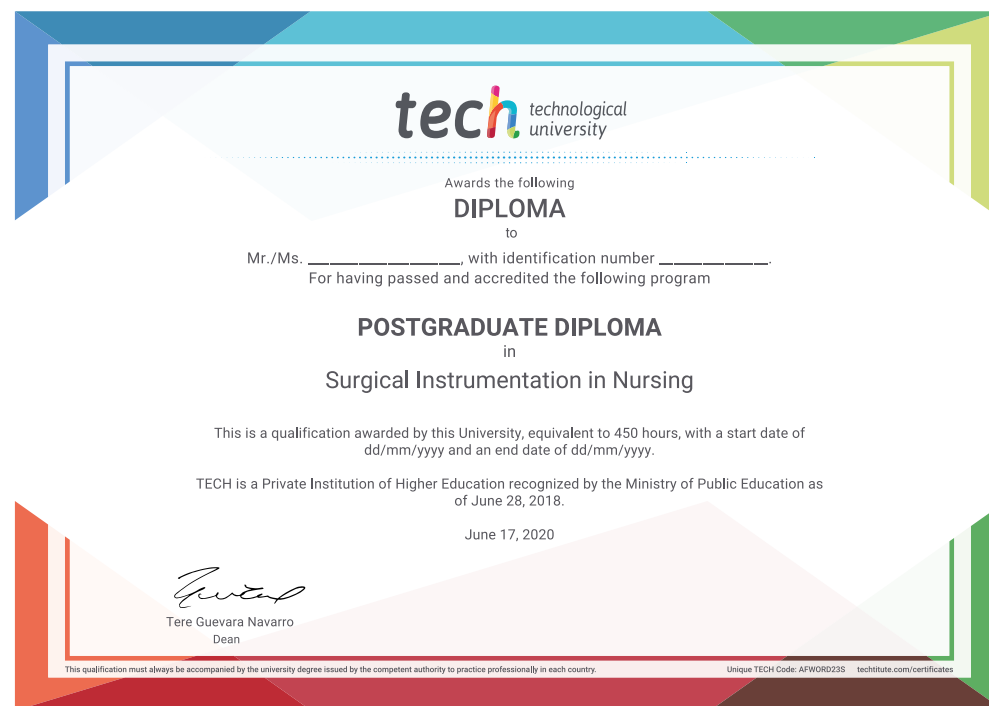 tech technological
university
Awards the following
DIPLOMA
to
Mr./Ms. ____________________, with identification number ______________.
For having passed and accredited the following program
POSTGRADUATE DIPLOMA
in
Surgical Instrumentation in Nursing
This is a qualification awarded by this University, equivalent to 450 hours, with a start date of
dd/mm/yyyy and an end date of dd/mm/yyyy.
TECH is a Private Institution of Higher Education recognized by the Ministry of Public Education as
of June 28, 2018.
June 17, 2020
Tere Guevara Navarro
Dean
This qualification must always be accompanied by the university degree issued by the competent authority to practice professionally in each country.
Unique TECH Code: AFWORD23S techtitute.com/certificates